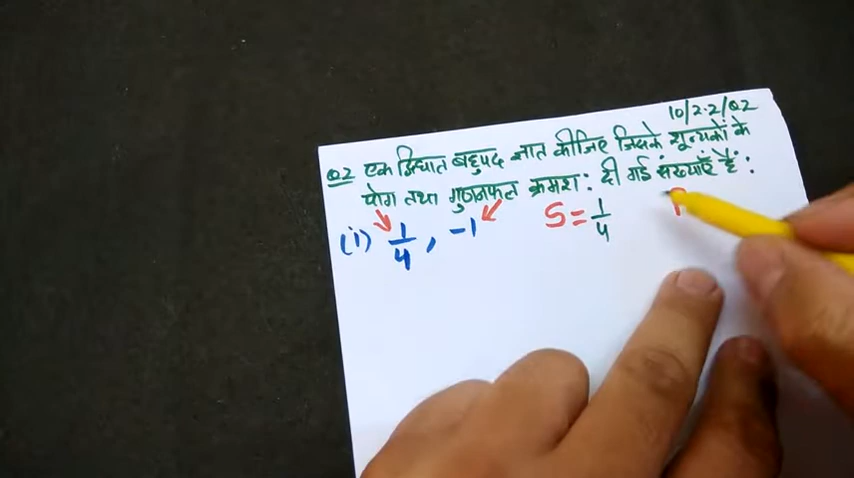 10/2.2/Q2
Q2 एक द्विघात बहुपद ज्ञात कीजिए जिसके शून्यकों के
योग तथा गुणनफल क्रमश: दी गई संख्याएँ हैं:
(i) 1/4, -1 S = 1/4 P